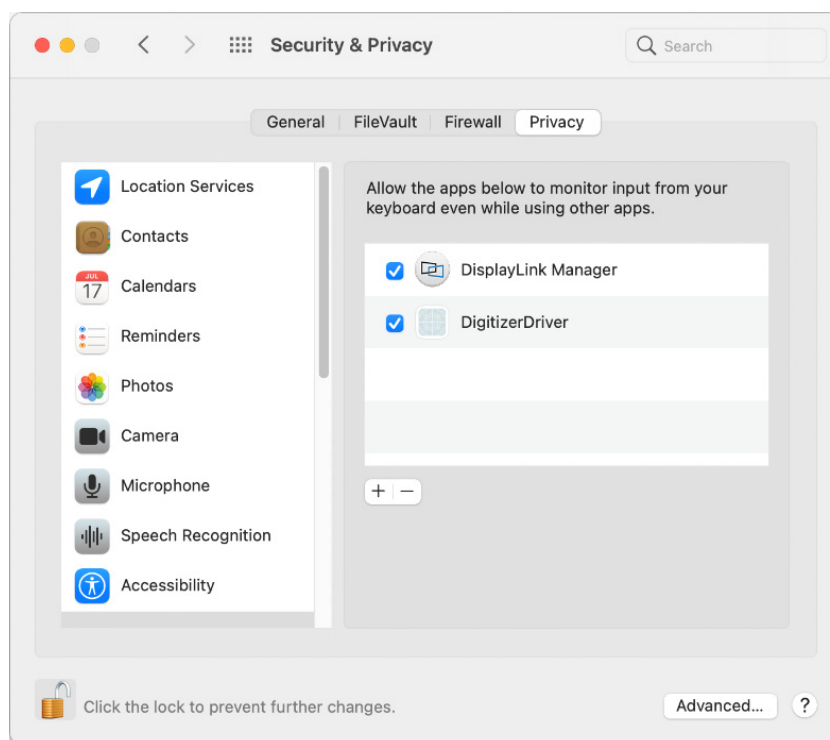 Security & Privacy
Search
General
FileVault
Firewall
Privacy
Location Services
Contacts
JUL
17
Calendars
Reminders
Photos
Camera
Microphone
Speech Recognition
Accessibility
Allow the apps below to monitor input from your
keyboard even while using other apps.
DisplayLink Manager
DigitizerDriver
+ −
Click the lock to prevent further changes.
Advanced...
?